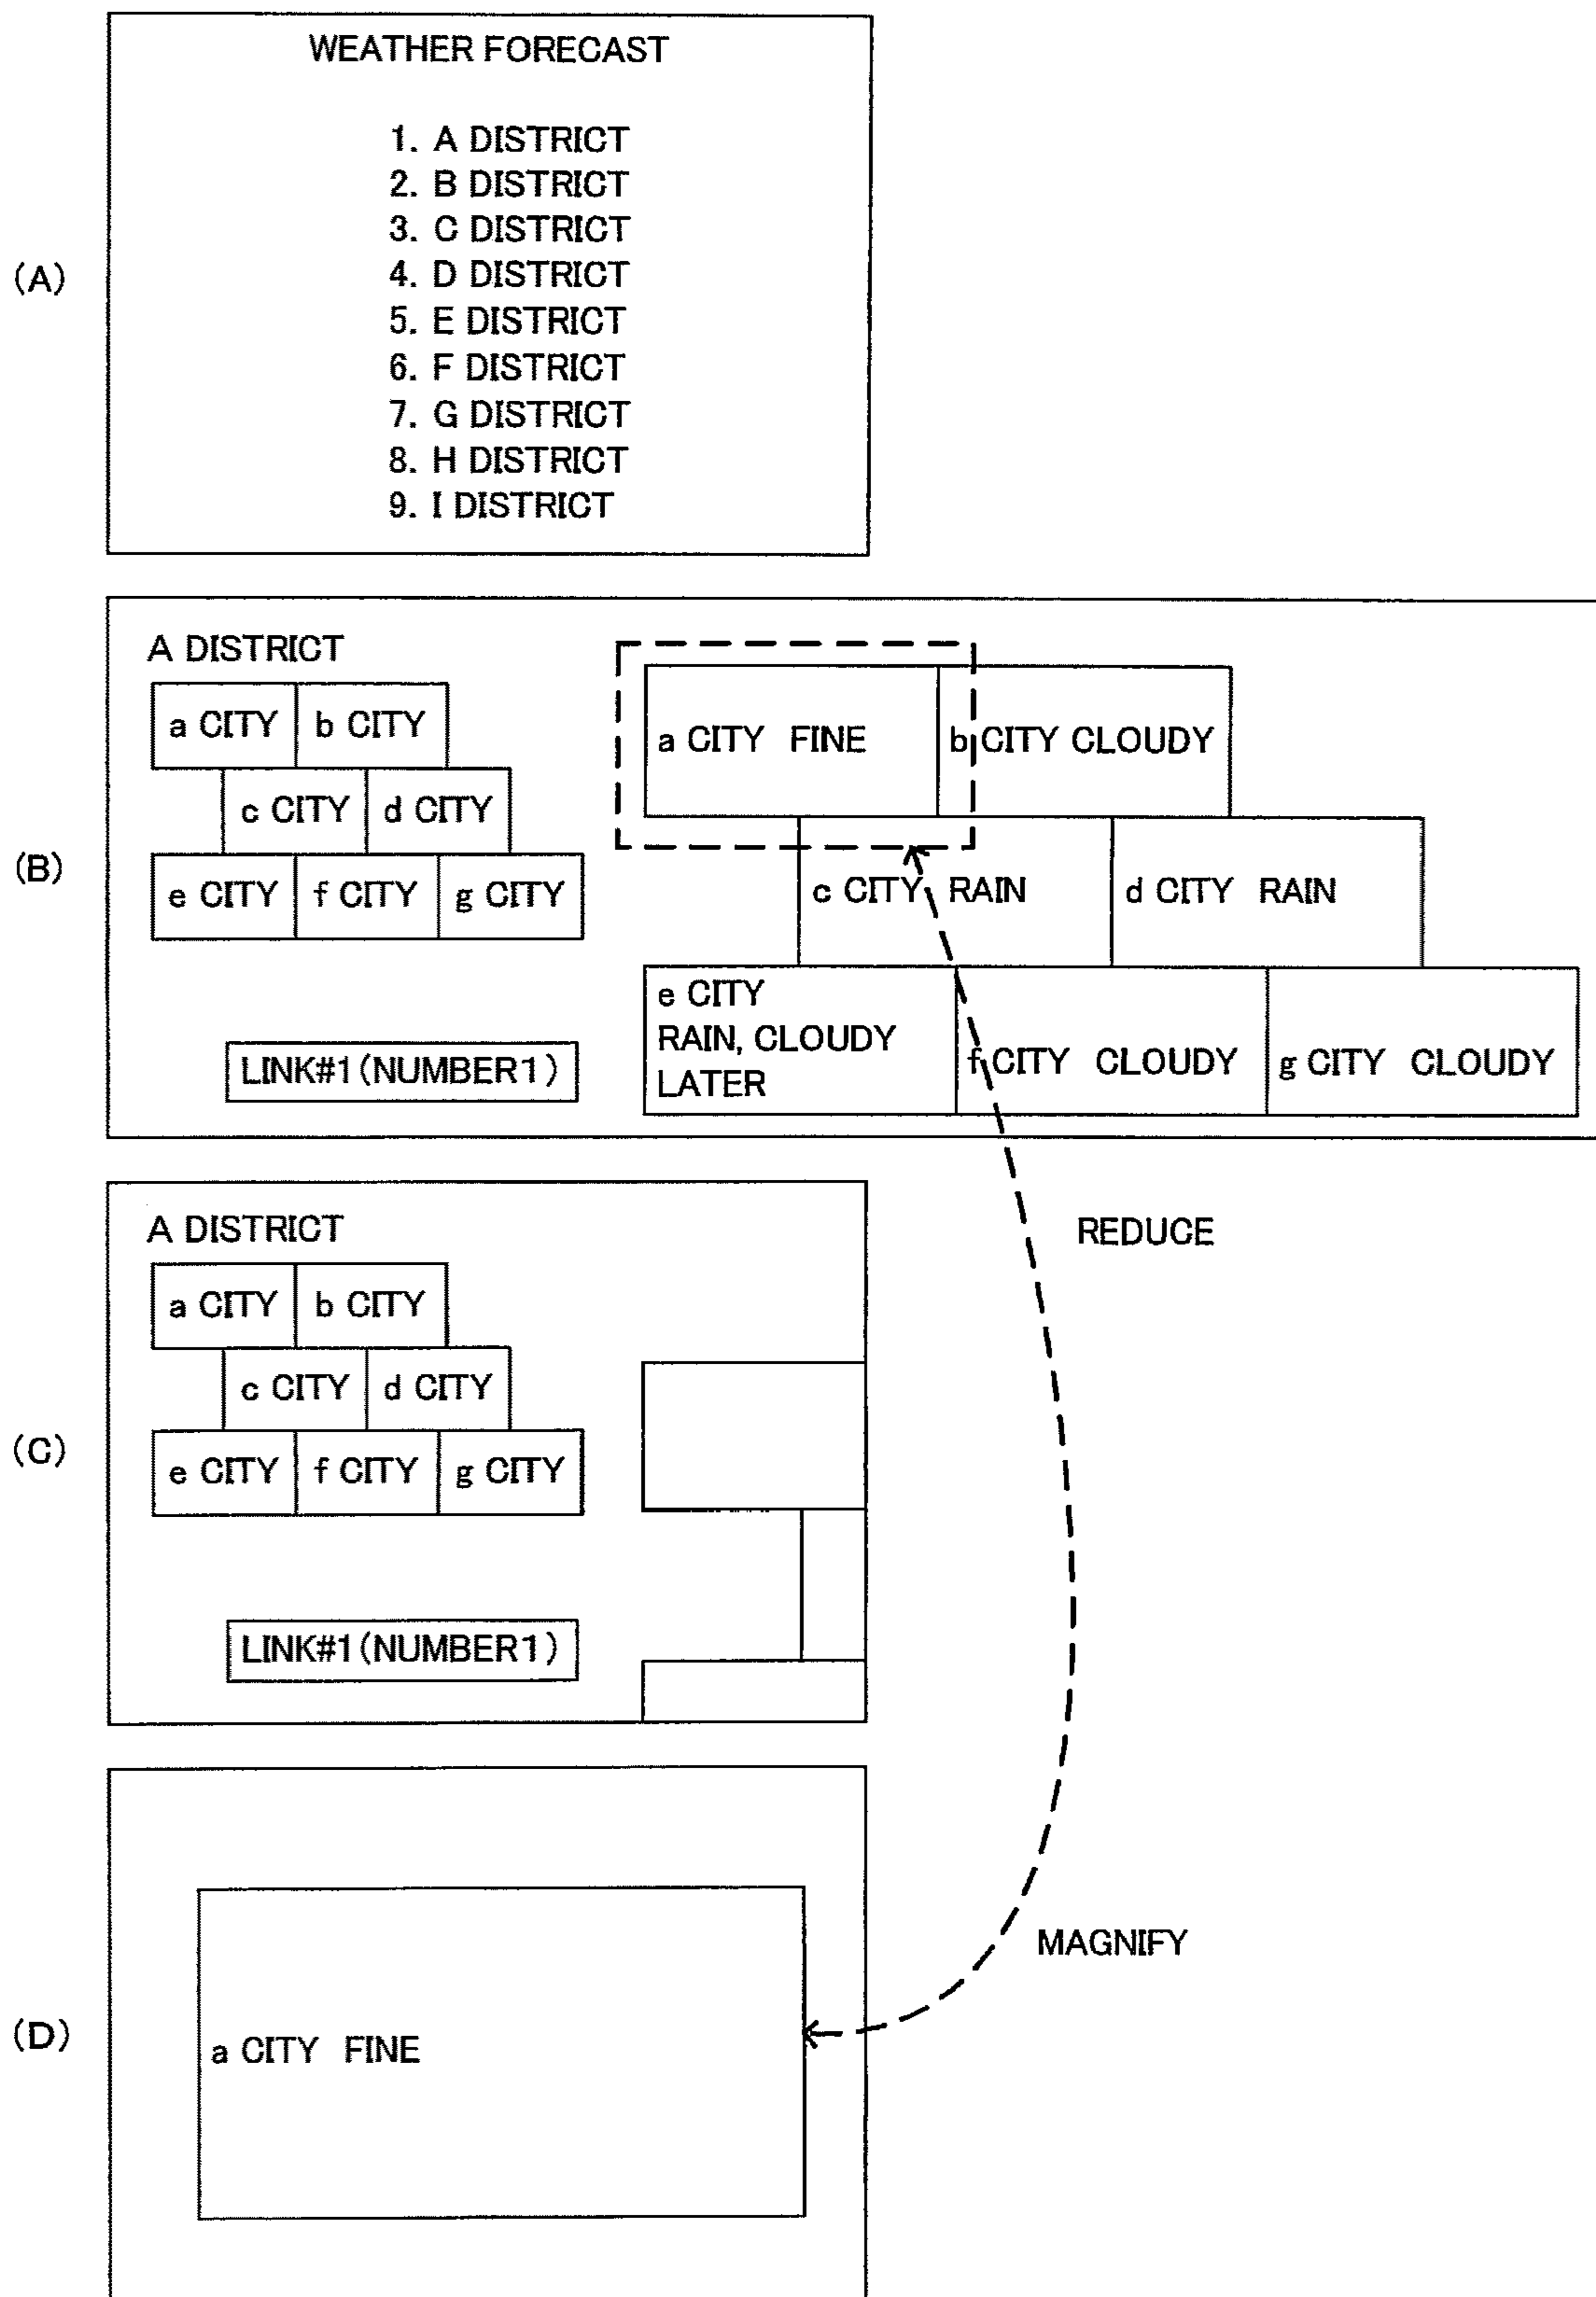 (A)
WEATHER FORECAST
1. A DISTRICT
2. B DISTRICT
3. C DISTRICT
4. D DISTRICT
5. E DISTRICT
6. F DISTRICT
7. G DISTRICT
8. H DISTRICT
9. I DISTRICT
(B)
A DISTRICT
a CITY
b CITY
c CITY
d CITY
e CITY
f CITY
g CITY
LINK#1(NUMBER1)
a CITY FINE
b CITY CLOUDY
c CITY RAIN
d CITY RAIN
e CITY
RAIN, CLOUDY
LATER
f CITY CLOUDY
g CITY CLOUDY
(C)
A DISTRICT
a CITY
b CITY
c CITY
d CITY
e CITY
f CITY
g CITY
LINK#1(NUMBER1)
REDUCE
MAGNIFY
(D)
a CITY FINE